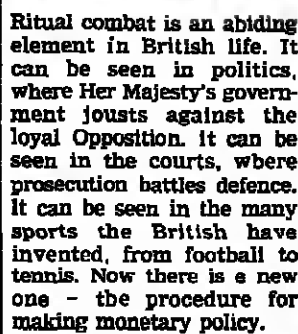 Ritual combat is an abiding
element in British life. It
can be seen in politics,
where Her Majesty's govern-
ment jousts against the
loyal Opposition. It can be
seen in the courts, wbere
prosecution battles defence.
It can be seen in the many
sports the British have
invented, from football to
tennis. Now there is e new
one – tbe procedure for
making monetary policy.